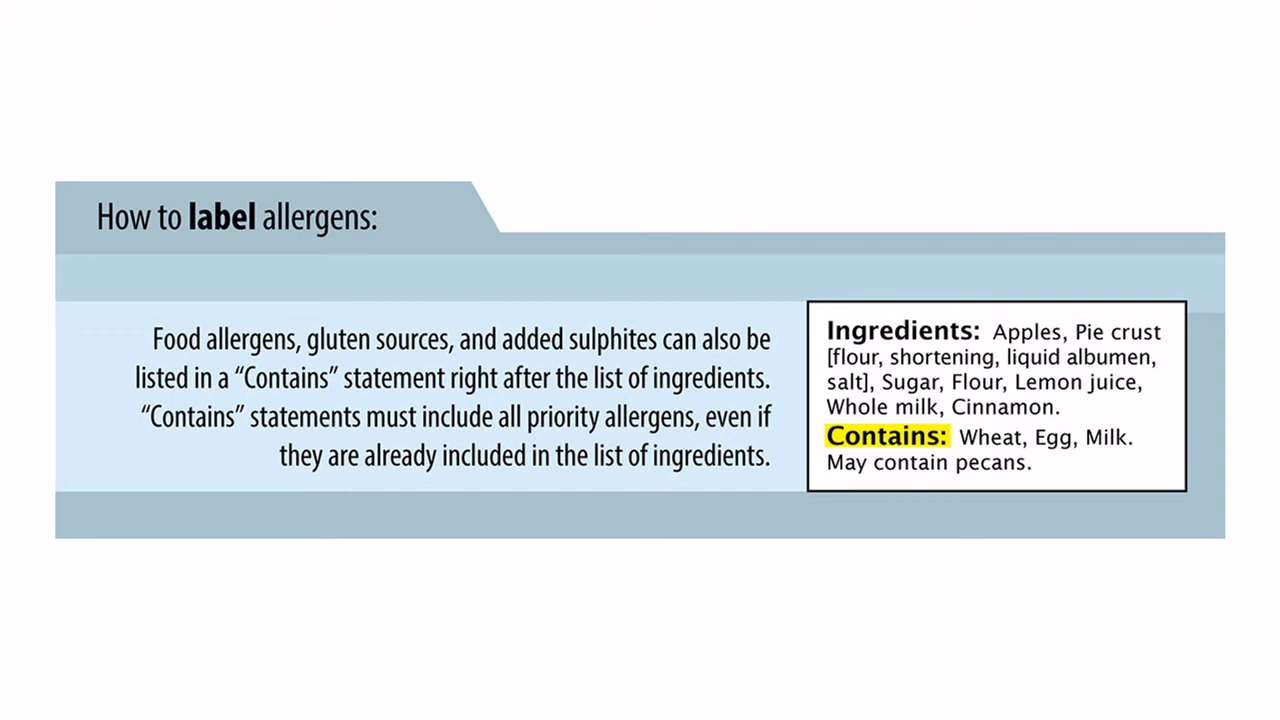 How to label allergens:
Food allergens, gluten sources, and added sulphites can also be
listed in a “Contains” statement right after the list of ingredients.
“Contains” statements must include all priority allergens, even if
they are already included in the list of ingredients.
Ingredients: Apples, Pie crust
[flour, shortening, liquid albumen,
salt], Sugar, Flour, Lemon juice,
Whole milk, Cinnamon.
Contains: Wheat, Egg, Milk.
May contain pecans.